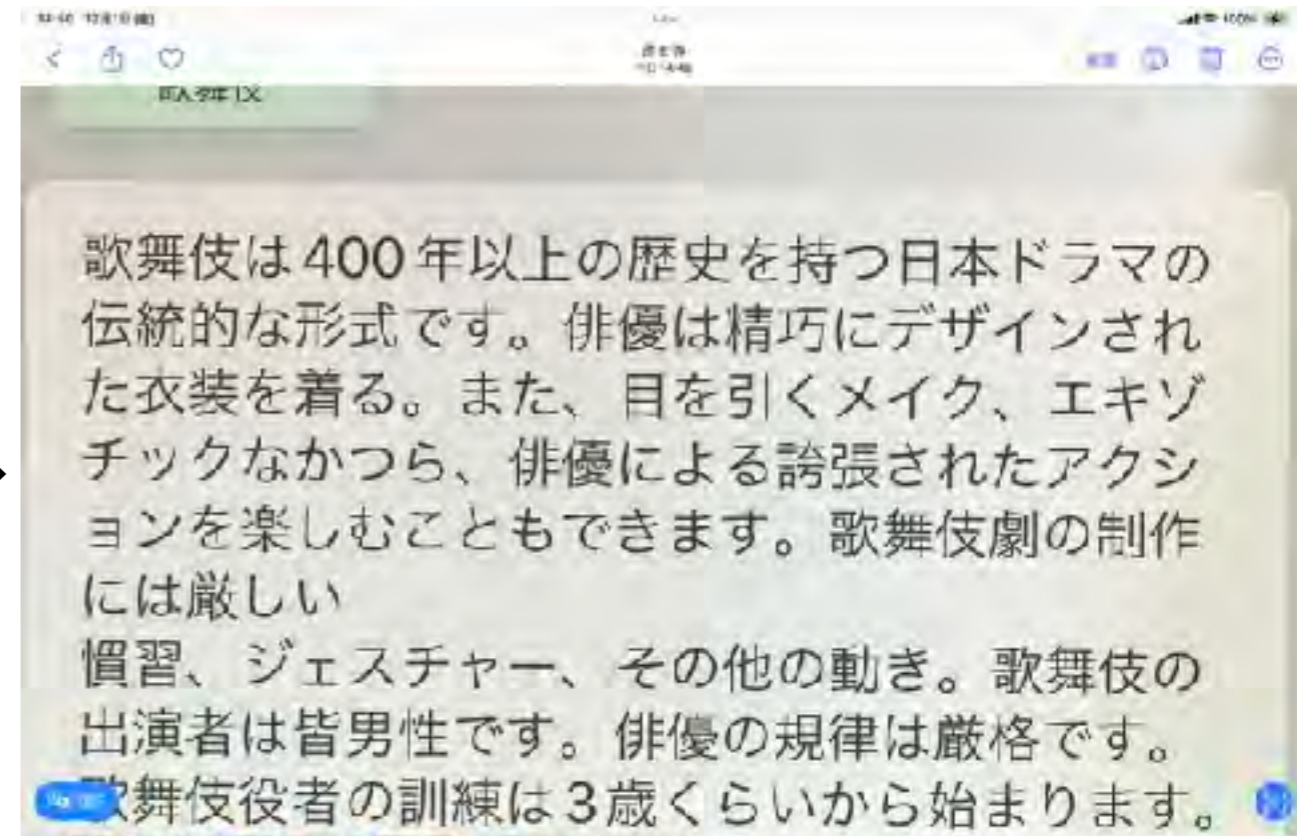 100%
歌舞伎は400年以上の歴史を持つ日本ドラマの
伝統的な形式です。俳優は精巧にデザインされ
た衣装を着る。また、目を引くメイク、エキゾ
チックなかつら、俳優による誇張されたアクシ
ョンを楽しむこともできます。歌舞伎劇の制作
には厳しい
慣習、ジェスチャー、その他の動き。歌舞伎の
出演者は皆男性です。俳優の規律は厳格です。
舞伎役者の訓練は3歳くらいから始まります。